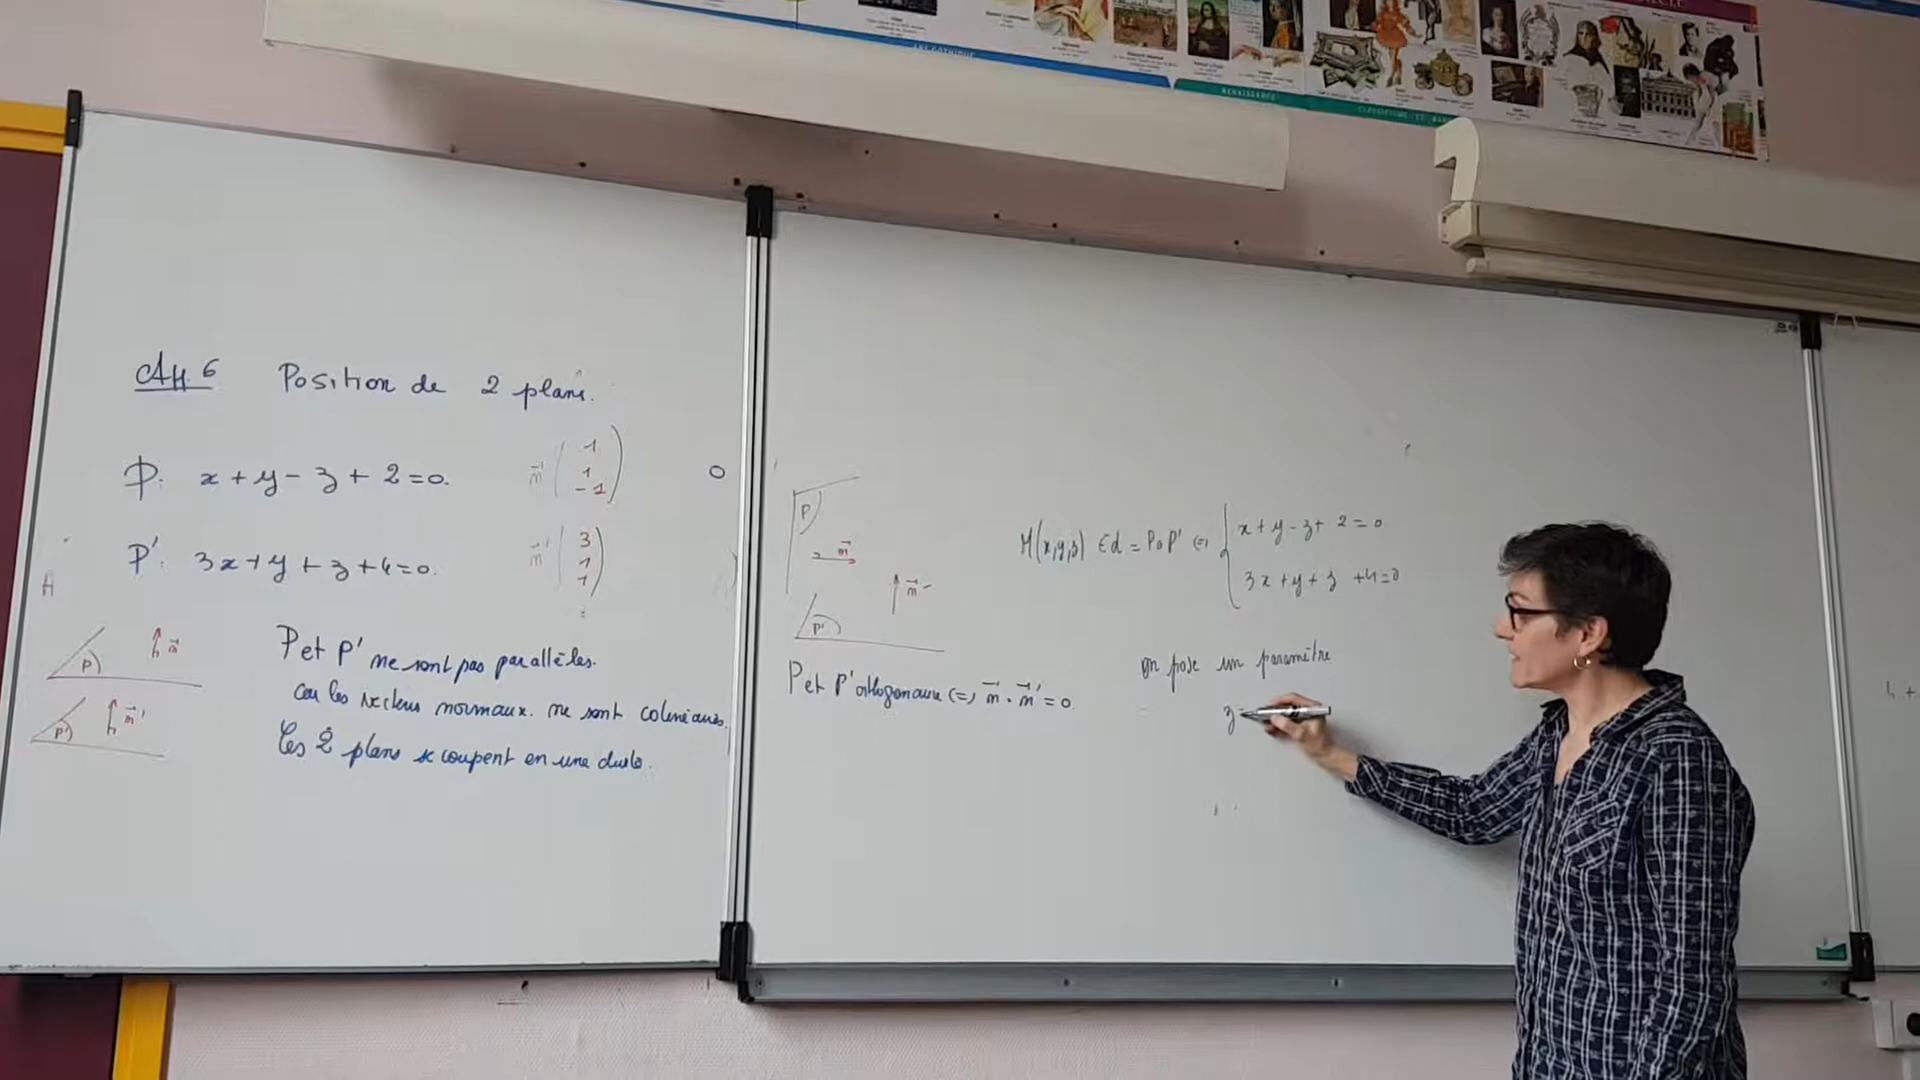 Att 6 Position de 2 plans.
P: x + y - z + 2 = 0.
n⃗ ( 1 1 -1 )
P': 3x + y + z + 4 = 0.
n⃗' ( 3 1 1 )
P n⃗
P' n⃗'
P et P' ne sont pas parallèles.
car les vecteurs normaux ne sont colinéaires.
Les 2 plans se coupent en une droite.
P
n⃗
n⃗'
P'
P et P' orthogonaux (=) n⃗ . n⃗' = 0.
M(x,y,z) ∈ d = P∩P' (=) { x + y - z + 2 = 0
3x + y + z + 4 = 0
on pose un paramètre
z =
RENAISSANCE